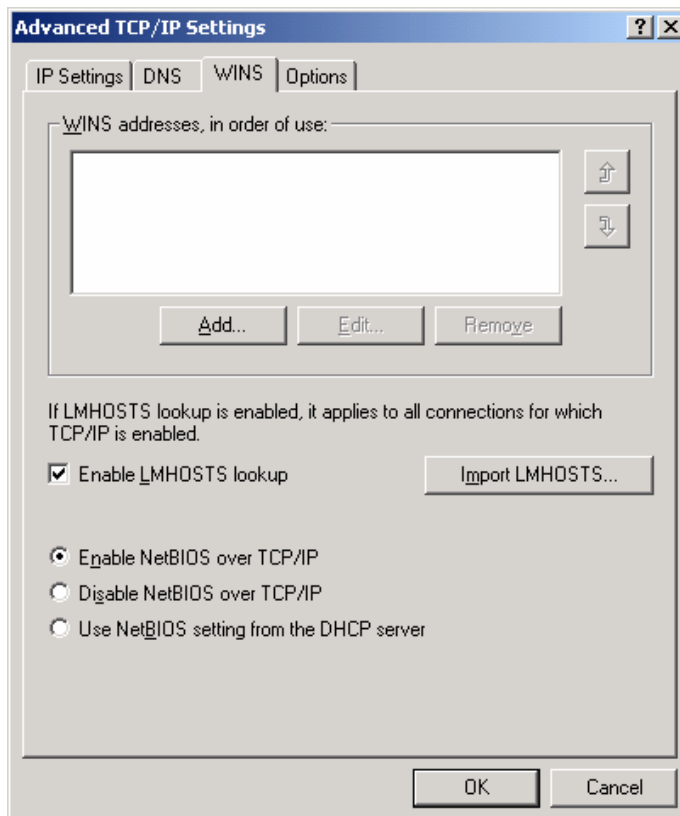 Advanced TCP/IP Settings
IP Settings DNS WINS Options
WINS addresses, in order of use:
Add... Edit... Remove
If LMHOSTS lookup is enabled, it applies to all connections for which
TCP/IP is enabled.
Enable LMHOSTS lookup Import LMHOSTS...
Enable NetBIOS over TCP/IP
Disable NetBIOS over TCP/IP
Use NetBIOS setting from the DHCP server
OK Cancel